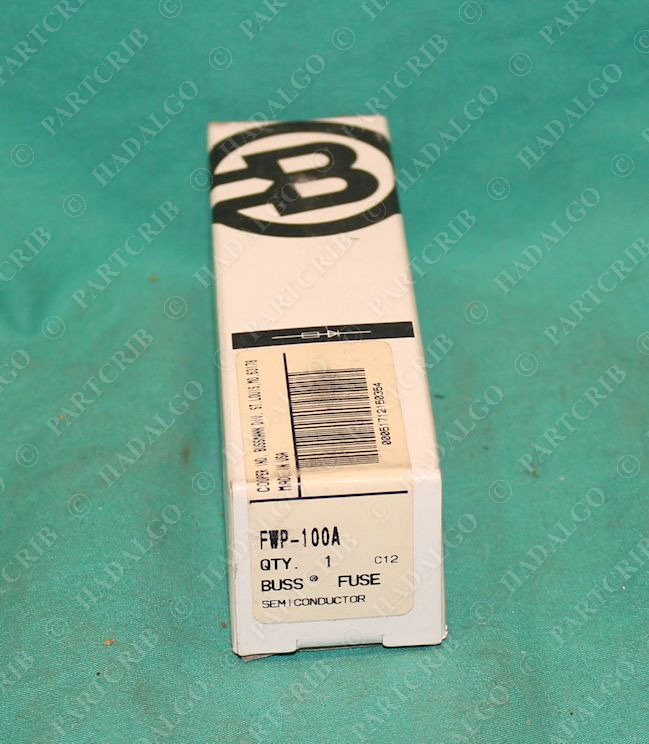 B
COOPER IND. BUSSMANN DIV. ST.LOUIS,MO.63178
MADE IN USA
000051712150354
FWP-100A
QTY. 1 C12
BUSS® FUSE
SEMICONDUCTOR
© PARTCRIB
© HADALGO